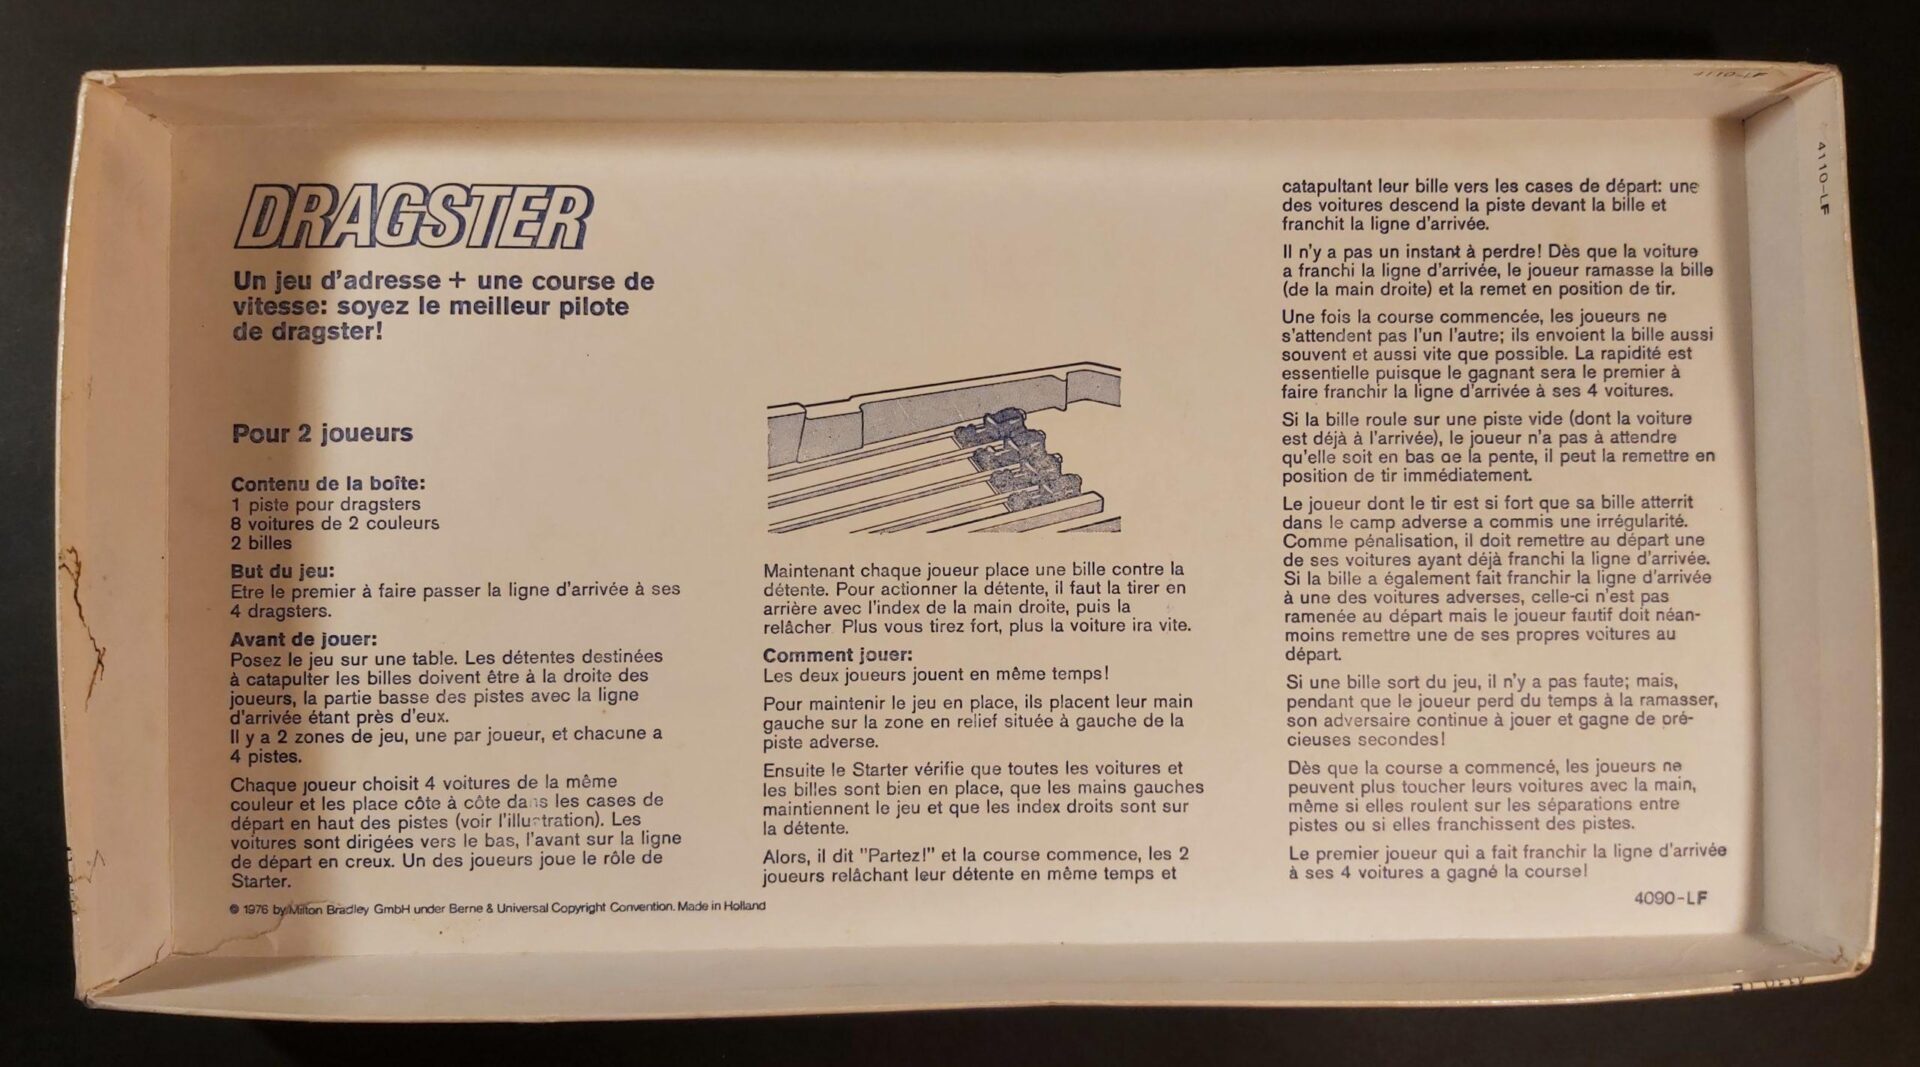 DRAGSTER
Un jeu d'adresse + une course de
vitesse: soyez le meilleur pilote
de dragster!
Pour 2 joueurs
Contenu de la boîte:
1 piste pour dragsters
8 voitures de 2 couleurs
2 billes
But du jeu:
Etre le premier à faire passer la ligne d'arrivée à ses
4 dragsters.
Avant de jouer:
Posez le jeu sur une table. Les détentes destinées
à catapulter les billes doivent être à la droite des
joueurs, la partie basse des pistes avec la ligne
d'arrivée étant près d'eux.
Il y a 2 zones de jeu, une par joueur, et chacune a
4 pistes.
Chaque joueur choisit 4 voitures de la même
couleur et les place côte à côte dans les cases de
départ en haut des pistes (voir l'illustration). Les
voitures sont dirigées vers le bas, l'avant sur la ligne
de départ en creux. Un des joueurs joue le rôle de
Starter.
© 1976 by Milton Bradley GmbH under Berne & Universal Copyright Convention. Made in Holland
Maintenant chaque joueur place une bille contre la
détente. Pour actionner la détente, il faut la tirer en
arrière avec l'index de la main droite, puis la
relâcher. Plus vous tirez fort, plus la voiture ira vite.
Comment jouer:
Les deux joueurs jouent en même temps!
Pour maintenir le jeu en place, ils placent leur main
gauche sur la zone en relief située à gauche de la
piste adverse.
Ensuite le Starter vérifie que toutes les voitures et
les billes sont bien en place, que les mains gauches
maintiennent le jeu et que les index droits sont sur
la détente.
Alors, il dit "Partez!" et la course commence, les 2
joueurs relâchant leur détente en même temps et
catapultant leur bille vers les cases de départ: une
des voitures descend la piste devant la bille et
franchit la ligne d'arrivée.
Il n'y a pas un instant à perdre! Dès que la voiture
a franchi la ligne d'arrivée, le joueur ramasse la bille
(de la main droite) et la remet en position de tir.
Une fois la course commencée, les joueurs ne
s'attendent pas l'un l'autre; ils envoient la bille aussi
souvent et aussi vite que possible. La rapidité est
essentielle puisque le gagnant sera le premier à
faire franchir la ligne d'arrivée à ses 4 voitures.
Si la bille roule sur une piste vide (dont la voiture
est déjà à l'arrivée), le joueur n'a pas à attendre
qu'elle soit en bas de la pente, il peut la remettre en
position de tir immédiatement.
Le joueur dont le tir est si fort que sa bille atterrit
dans le camp adverse a commis une irrégularité.
Comme pénalisation, il doit remettre au départ une
de ses voitures ayant déjà franchi la ligne d'arrivée.
Si la bille a également fait franchir la ligne d'arrivée
à une des voitures adverses, celle-ci n'est pas
ramenée au départ mais le joueur fautif doit néan-
moins remettre une de ses propres voitures au
départ.
Si une bille sort du jeu, il n'y a pas faute; mais,
pendant que le joueur perd du temps à la ramasser,
son adversaire continue à jouer et gagne de pré-
cieuses secondes!
Dès que la course a commencé, les joueurs ne
peuvent plus toucher leurs voitures avec la main,
même si elles roulent sur les séparations entre
pistes ou si elles franchissent des pistes.
Le premier joueur qui a fait franchir la ligne d'arrivée
à ses 4 voitures a gagné la course!
4090-LF
4110-LF